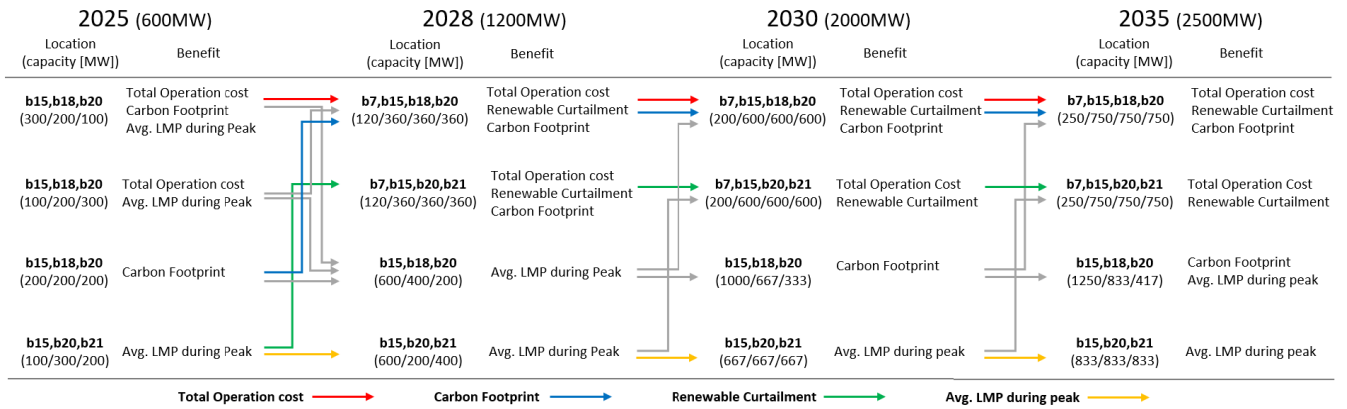 2025 (600MW)
2028 (1200MW)
2030 (2000MW)
2035 (2500MW)
Location
(capacity [MW])
Benefit
Location
(capacity [MW])
Benefit
Location
(capacity [MW])
Benefit
Location
(capacity [MW])
Benefit
b15,b18,b20
(300/200/100)
Total Operation cost
Carbon Footprint
Avg. LMP during Peak
b7,b15,b18,b20
(120/360/360/360)
Total Operation cost
Renewable Curtailment
Carbon Footprint
b7,b15,b18,b20
(200/600/600/600)
Total Operation cost
Renewable Curtailment
Carbon Footprint
b7,b15,b18,b20
(250/750/750/750)
Total Operation cost
Renewable Curtailment
Carbon Footprint
b15,b18,b20
(100/200/300)
Total Operation cost
Avg. LMP during Peak
b7,b15,b20,b21
(120/360/360/360)
Total Operation cost
Renewable Curtailment
Carbon Footprint
b7,b15,b20,b21
(200/600/600/600)
Total Operation Cost
Renewable Curtailment
b7,b15,b20,b21
(250/750/750/750)
Total Operation Cost
Renewable Curtailment
b15,b18,b20
(200/200/200)
Carbon Footprint
b15,b18,b20
(600/400/200)
Avg. LMP during Peak
b15,b18,b20
(1000/667/333)
Carbon Footprint
b15,b18,b20
(1250/833/417)
Carbon Footprint
Avg. LMP during peak
b15,b20,b21
(100/300/200)
Avg. LMP during Peak
b15,b20,b21
(600/200/400)
Avg. LMP during Peak
b15,b20,b21
(667/667/667)
Avg. LMP during peak
b15,b20,b21
(833/833/833)
Avg. LMP during peak
Total Operation cost
Carbon Footprint
Renewable Curtailment
Avg. LMP during peak